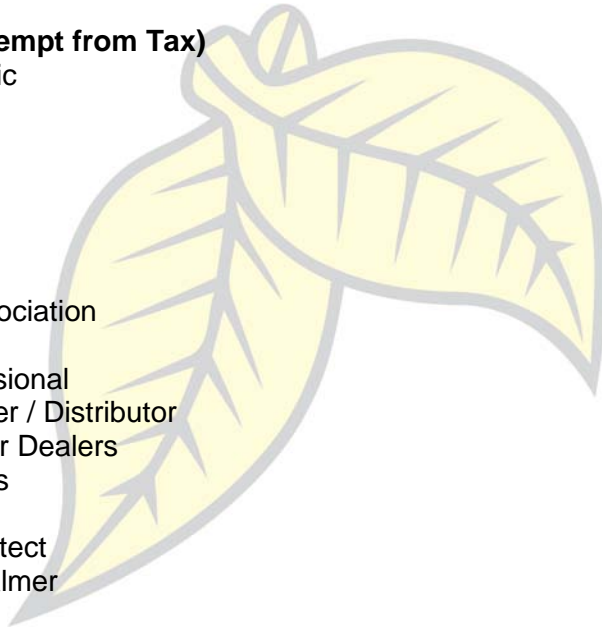 empt from Tax)
ic
ociation
sional
er / Distributor
r Dealers
s
tect
lmer